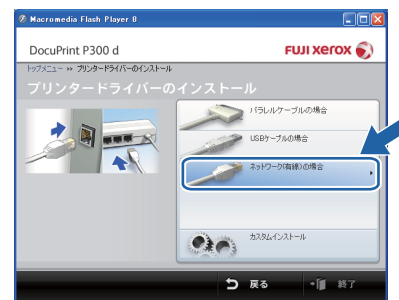 Macromedia Flash Player 8
DocuPrint P300 d
FUJI XEROX
トップメニュー ▸▸ プリンタードライバーのインストール
プリンタードライバーのインストール
パラレルケーブルの場合
USBケーブルの場合
ネットワーク(有線)の場合
カスタムインストール
戻る
終了